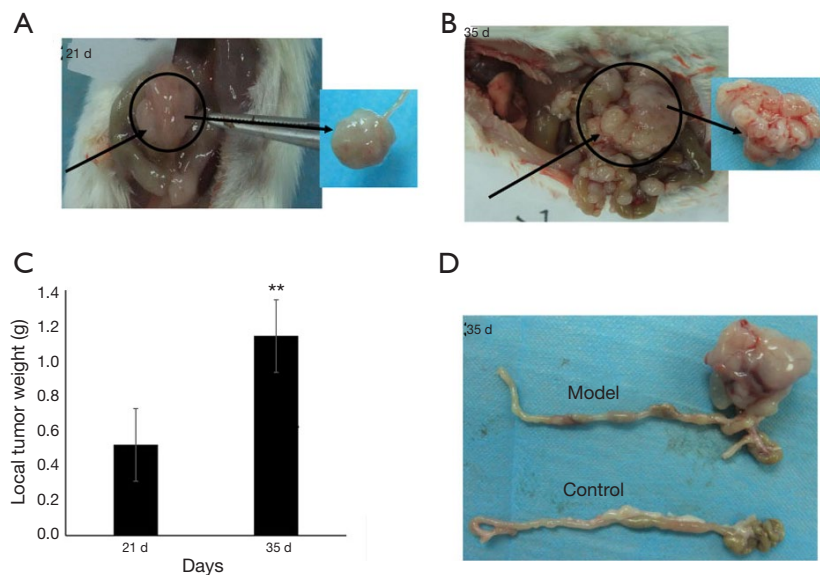 A
21 d
B
35 d
C
Local tumor weight (g)
1.4
1.2
1.0
0.8
0.6
0.4
0.2
0.0
**
21 d
35 d
Days
D
35 d
Model
Control